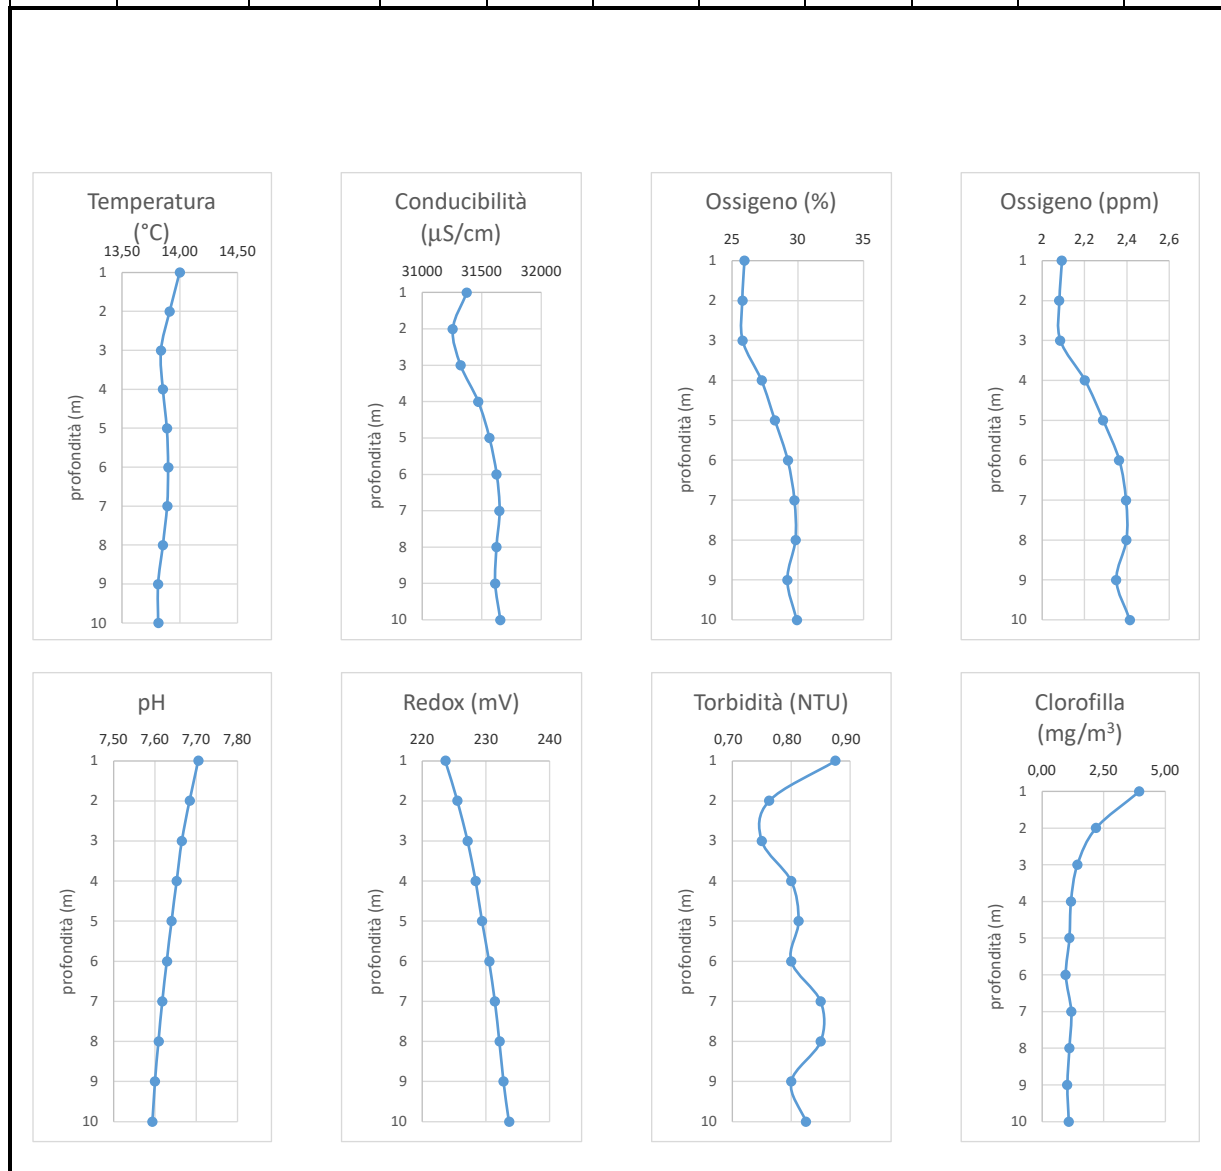 Temperatura
(°C)
13,50 14,00 14,50
1
2
3
4
5
6
7
8
9
10
profondità (m)
Conducibilità
(µS/cm)
31000 31500 32000
1
2
3
4
5
6
7
8
9
10
profondità (m)
Ossigeno (%)
25 30 35
1
2
3
4
5
6
7
8
9
10
profondità (m)
Ossigeno (ppm)
2 2,2 2,4 2,6
1
2
3
4
5
6
7
8
9
10
profondità (m)
pH
7,50 7,60 7,70 7,80
1
2
3
4
5
6
7
8
9
10
profondità (m)
Redox (mV)
220 230 240
1
2
3
4
5
6
7
8
9
10
profondità (m)
Torbidità (NTU)
0,70 0,80 0,90
1
2
3
4
5
6
7
8
9
10
profondità (m)
Clorofilla
(mg/m³)
0,00 2,50 5,00
1
2
3
4
5
6
7
8
9
10
profondità (m)